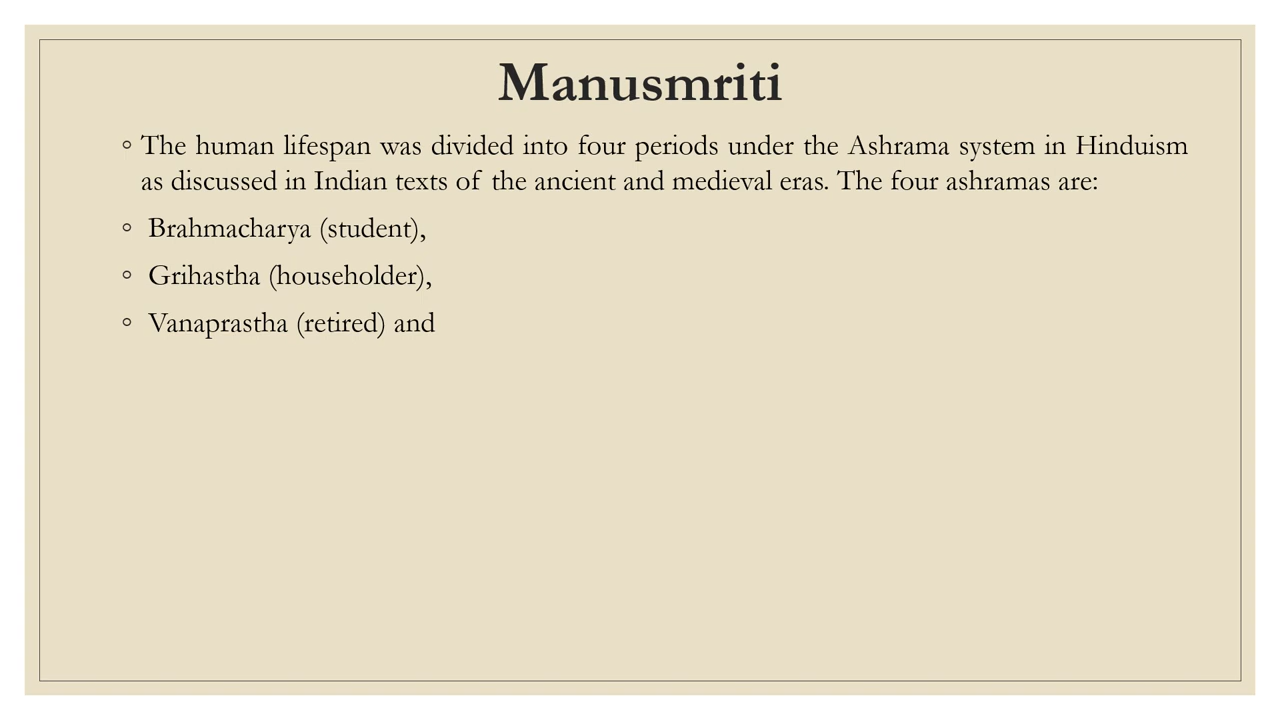 Manusmriti
◦ The human lifespan was divided into four periods under the Ashrama system in Hinduism
as discussed in Indian texts of the ancient and medieval eras. The four ashramas are:
◦ Brahmacharya (student),
◦ Grihastha (householder),
◦ Vanaprastha (retired) and